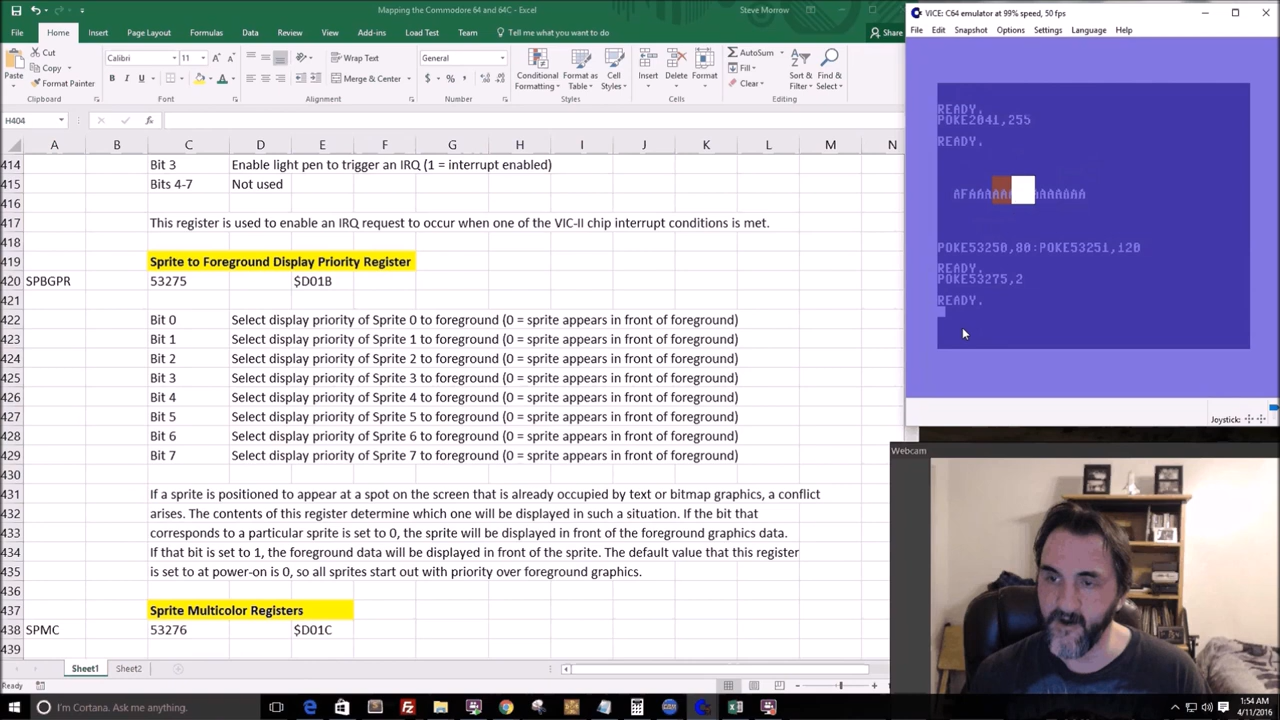 Mapping the Commodore 64 and 64C - Excel
Steve Morrow
File Home Insert Page Layout Formulas Data Review View Add-ins Load Test Team Tell me what you want to do... Share
Paste
Cut
Copy
Format Painter
Clipboard
Calibri 11
B I U
Font
Wrap Text
Merge & Center
Alignment
General
$ % ,
Number
Conditional Formatting
Format as Table
Cell Styles
Styles
Insert Delete Format
Cells
AutoSum
Fill
Clear
Sort & Filter
Find & Select
Editing
H404 fx
A B C D E F G H I J K L M N
414 Bit 3 Enable light pen to trigger an IRQ (1 = interrupt enabled)
415 Bits 4-7 Not used
416
417 This register is used to enable an IRQ request to occur when one of the VIC-II chip interrupt conditions is met.
418
419 Sprite to Foreground Display Priority Register
420 SPBGPR 53275 $D01B
421
422 Bit 0 Select display priority of Sprite 0 to foreground (0 = sprite appears in front of foreground)
423 Bit 1 Select display priority of Sprite 1 to foreground (0 = sprite appears in front of foreground)
424 Bit 2 Select display priority of Sprite 2 to foreground (0 = sprite appears in front of foreground)
425 Bit 3 Select display priority of Sprite 3 to foreground (0 = sprite appears in front of foreground)
426 Bit 4 Select display priority of Sprite 4 to foreground (0 = sprite appears in front of foreground)
427 Bit 5 Select display priority of Sprite 5 to foreground (0 = sprite appears in front of foreground)
428 Bit 6 Select display priority of Sprite 6 to foreground (0 = sprite appears in front of foreground)
429 Bit 7 Select display priority of Sprite 7 to foreground (0 = sprite appears in front of foreground)
430
431 If a sprite is positioned to appear at a spot on the screen that is already occupied by text or bitmap graphics, a conflict
432 arises. The contents of this register determine which one will be displayed in such a situation. If the bit that
433 corresponds to a particular sprite is set to 0, the sprite will be displayed in front of the foreground graphics data.
434 If that bit is set to 1, the foreground data will be displayed in front of the sprite. The default value that this register
435 is set to at power-on is 0, so all sprites start out with priority over foreground graphics.
436
437 Sprite Multicolor Registers
438 SPMC 53276 $D01C
439
Sheet1 Sheet2
Ready
VICE: C64 emulator at 99% speed, 50 fps
File Edit Snapshot Options Settings Language Help
READY.
POKE2041,255
READY.
POKE53250,80:POKE53251,120
READY.
POKE53275,2
READY.
Joystick:
Webcam
I'm Cortana. Ask me anything.
1:54 AM
4/11/2016